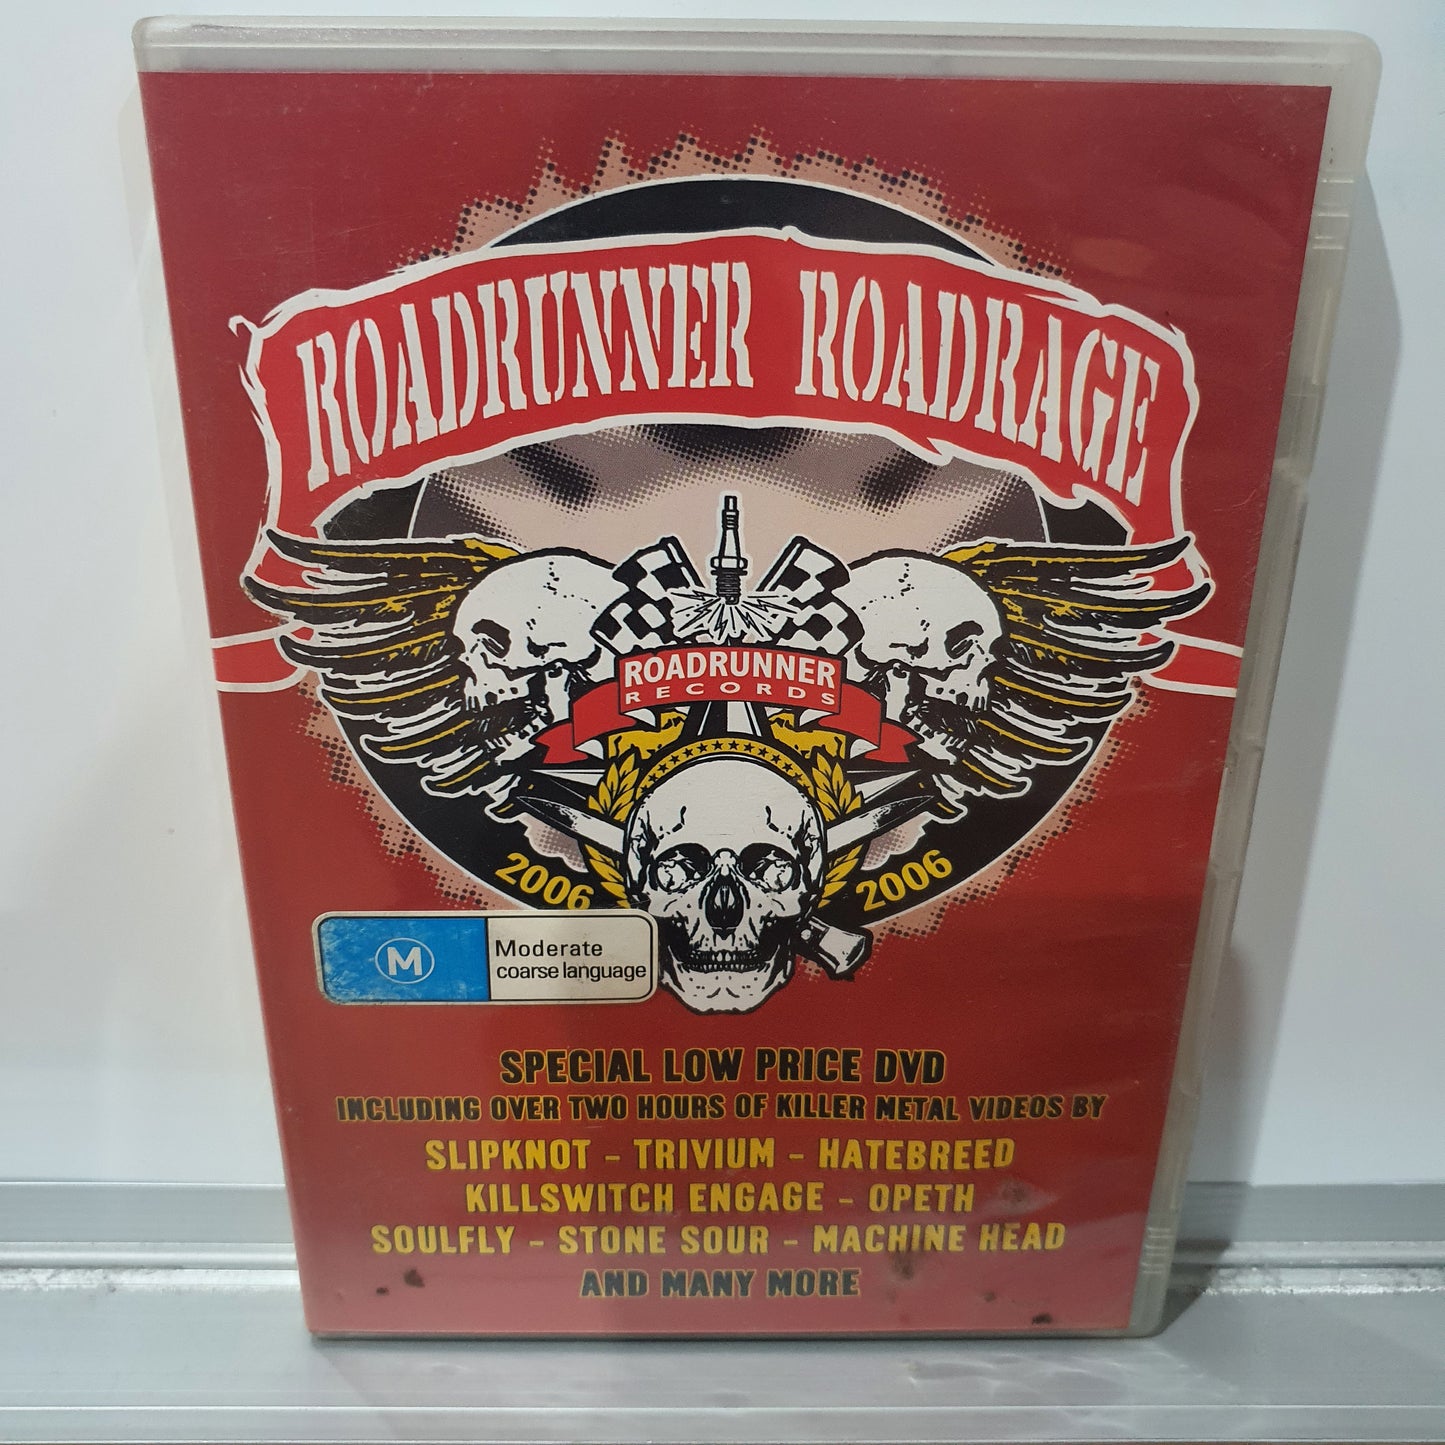 ROADRUNNER ROADRAGE
ROADRUNNER
RECORDS
2006 2006
M Moderate
coarse language
SPECIAL LOW PRICE DVD
INCLUDING OVER TWO HOURS OF KILLER METAL VIDEOS BY
SLIPKNOT - TRIVIUM - HATEBREED
KILLSWITCH ENGAGE - OPETH
SOULFLY - STONE SOUR - MACHINE HEAD
AND MANY MORE